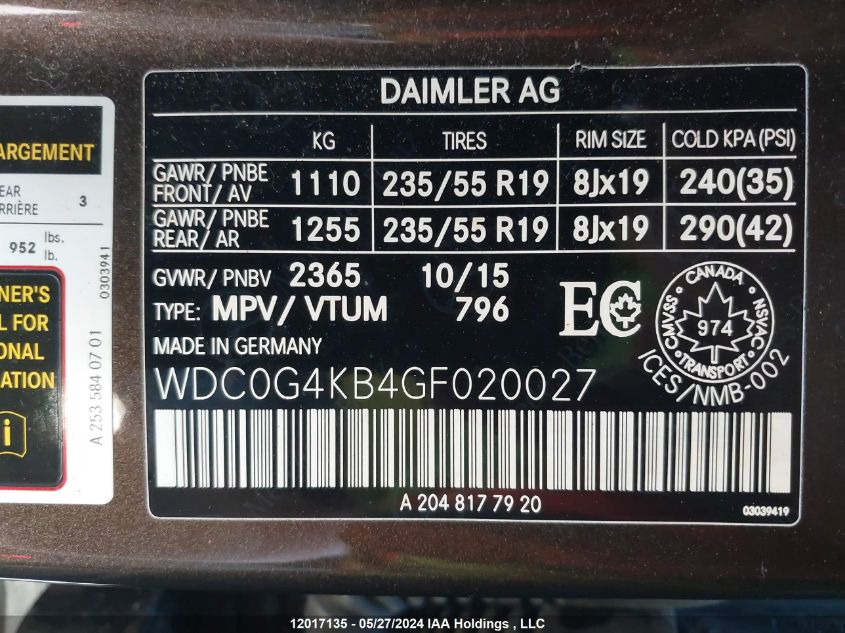 ARGEMENT
EAR
RRIÈRE 3
952 lbs.
lb.
0303941
NER'S
L FOR
ONAL
ATION
i
A 253 584 07 01
DAIMLER AG
KG TIRES RIM SIZE COLD KPA (PSI)
GAWR/ PNBE
FRONT/ AV 1110 235/55 R19 8Jx19 240(35)
GAWR/ PNBE
REAR/ AR 1255 235/55 R19 8Jx19 290(42)
GVWR/ PNBV 2365 10/15
TYPE: MPV/ VTUM 796
EC
CANADA
CMVSS/ NSVAC
974
TRANSPORT
ICES/NMB-002
MADE IN GERMANY
WDC0G4KB4GF020027
A 204 817 79 20
03039419
12017135 - 05/27/2024 IAA Holdings, LLC